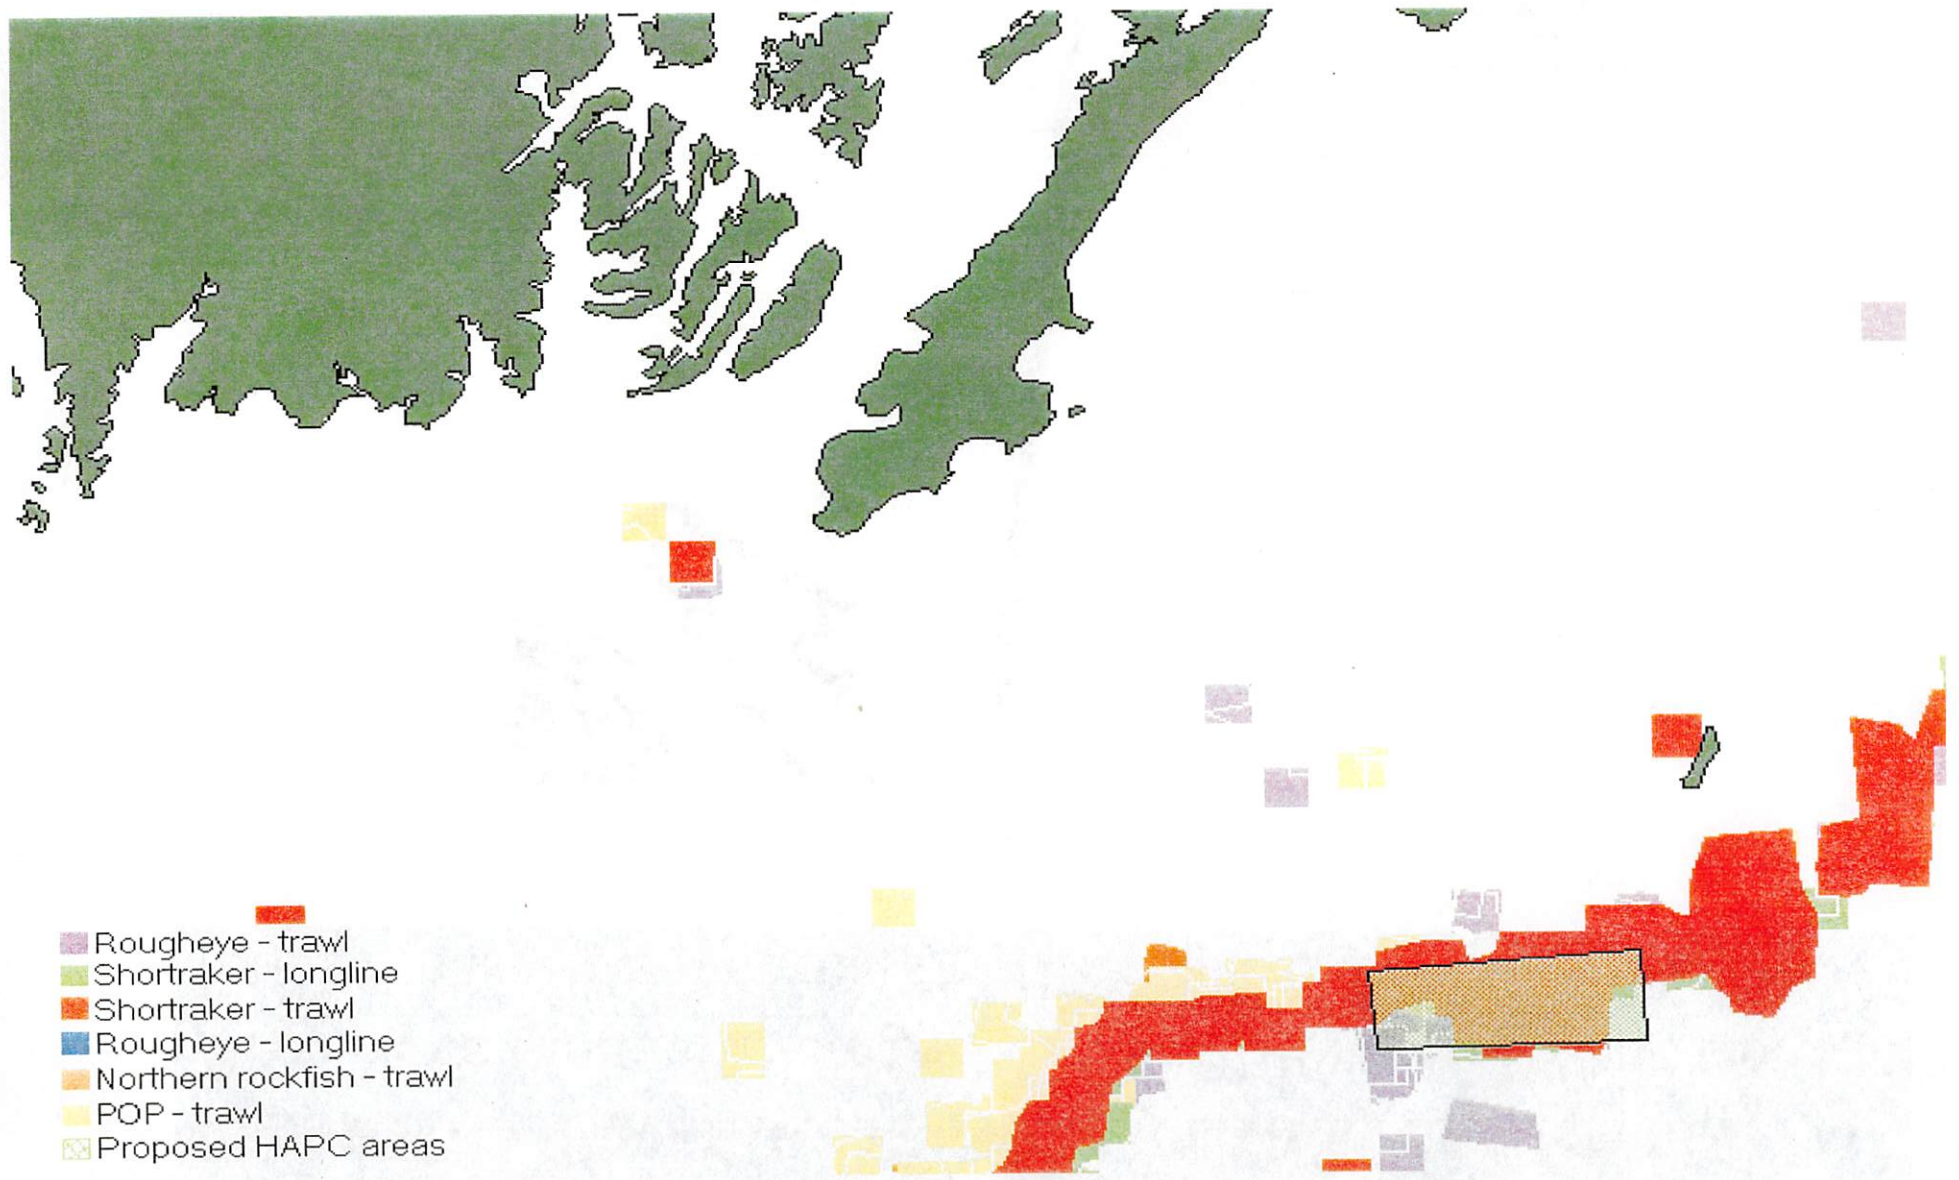 Rougheye - trawl
Shortraker - longline
Shortraker - trawl
Rougheye - longline
Northern rockfish - trawl
POP - trawl
Proposed HAPC areas